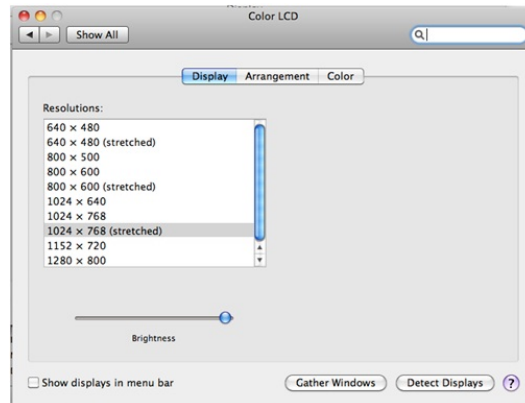 Color LCD
Show All
Display Arrangement Color
Resolutions:
640 × 480
640 × 480 (stretched)
800 × 500
800 × 600
800 × 600 (stretched)
1024 × 640
1024 × 768
1024 × 768 (stretched)
1152 × 720
1280 × 800
Brightness
Show displays in menu bar
Gather Windows Detect Displays ?